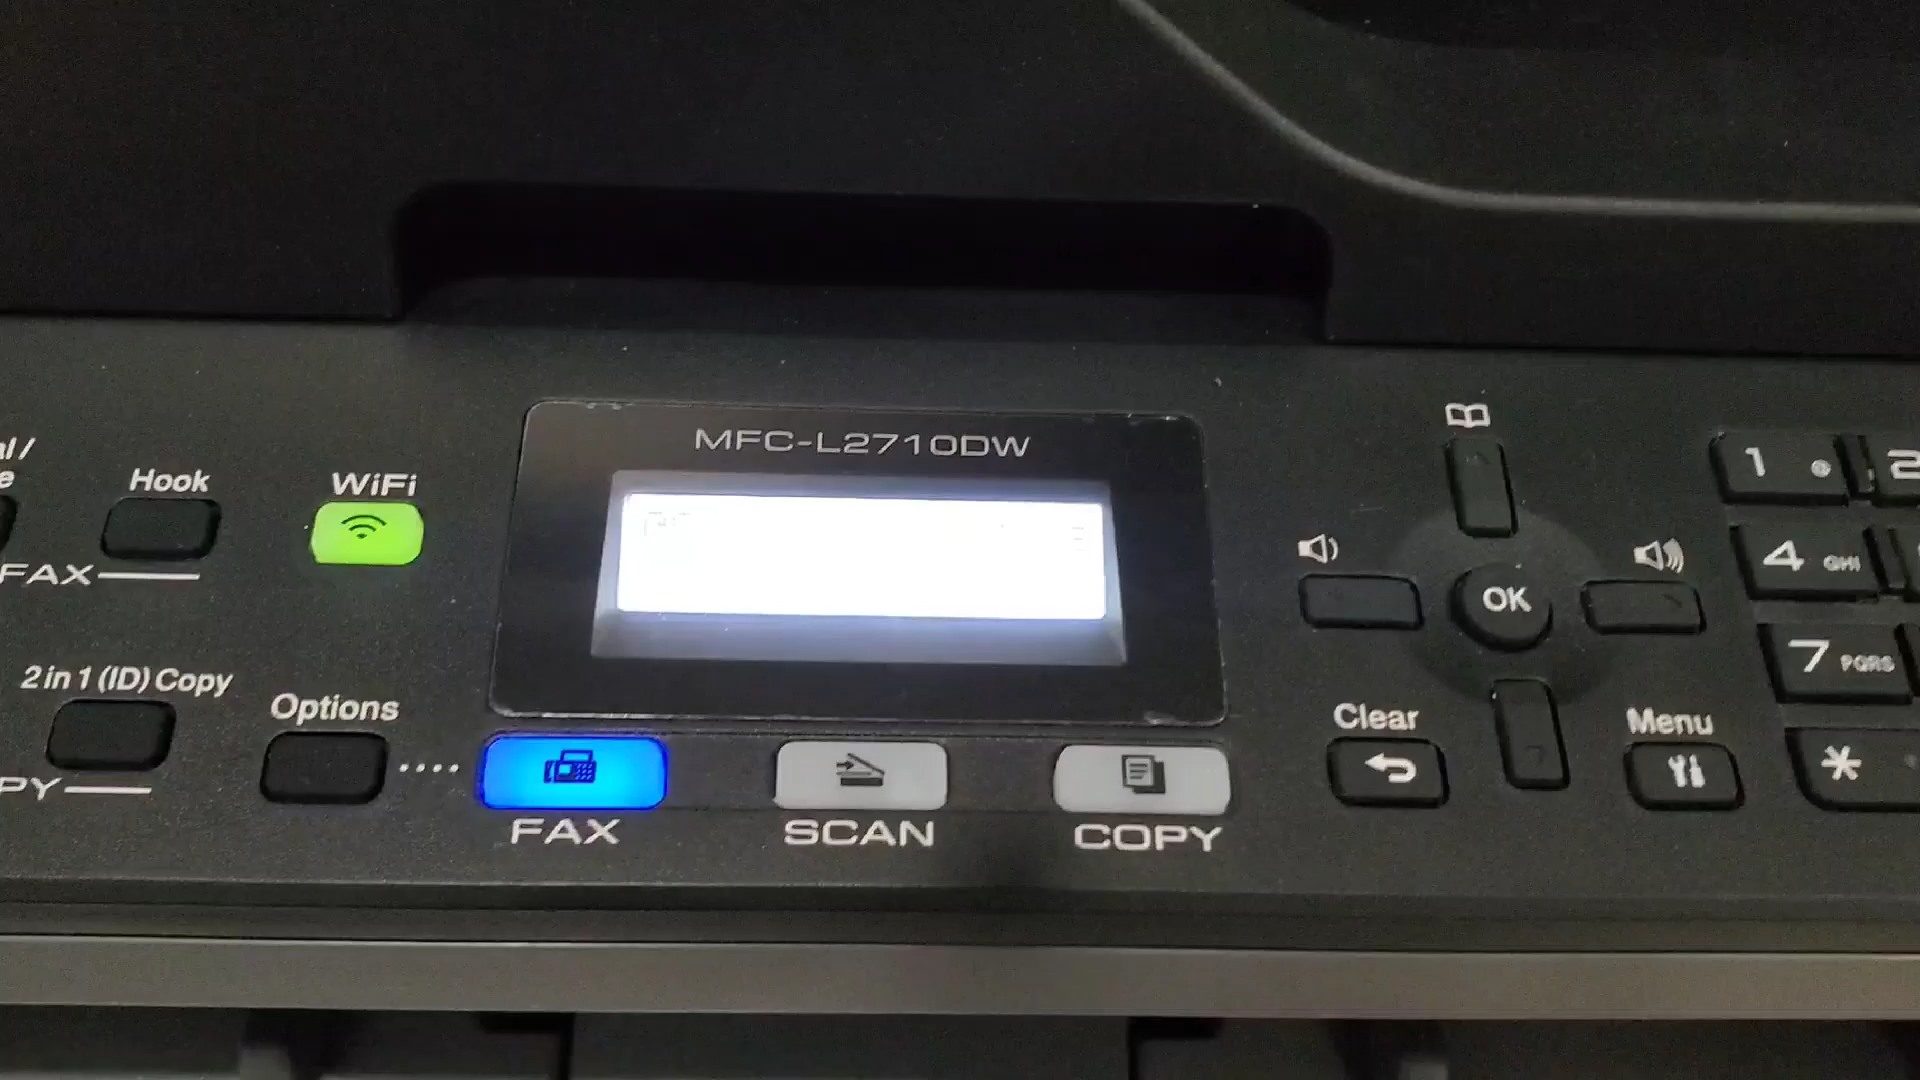 MFC-L2710DW
Hook
WiFi
FAX
2 in 1 (ID) Copy
Options
FAX
SCAN
COPY
OK
Clear
Menu
1 @
2
4 GHI
7 PQRS
*